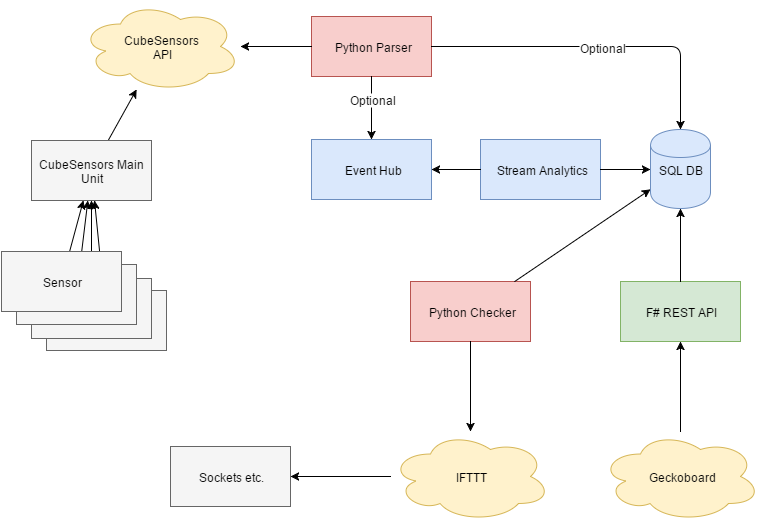 CubeSensors
API
Python Parser
Optional
Optional
CubeSensors Main
Unit
Event Hub
Stream Analytics
SQL DB
Sensor
Python Checker
F# REST API
Sockets etc.
IFTTT
Geckoboard